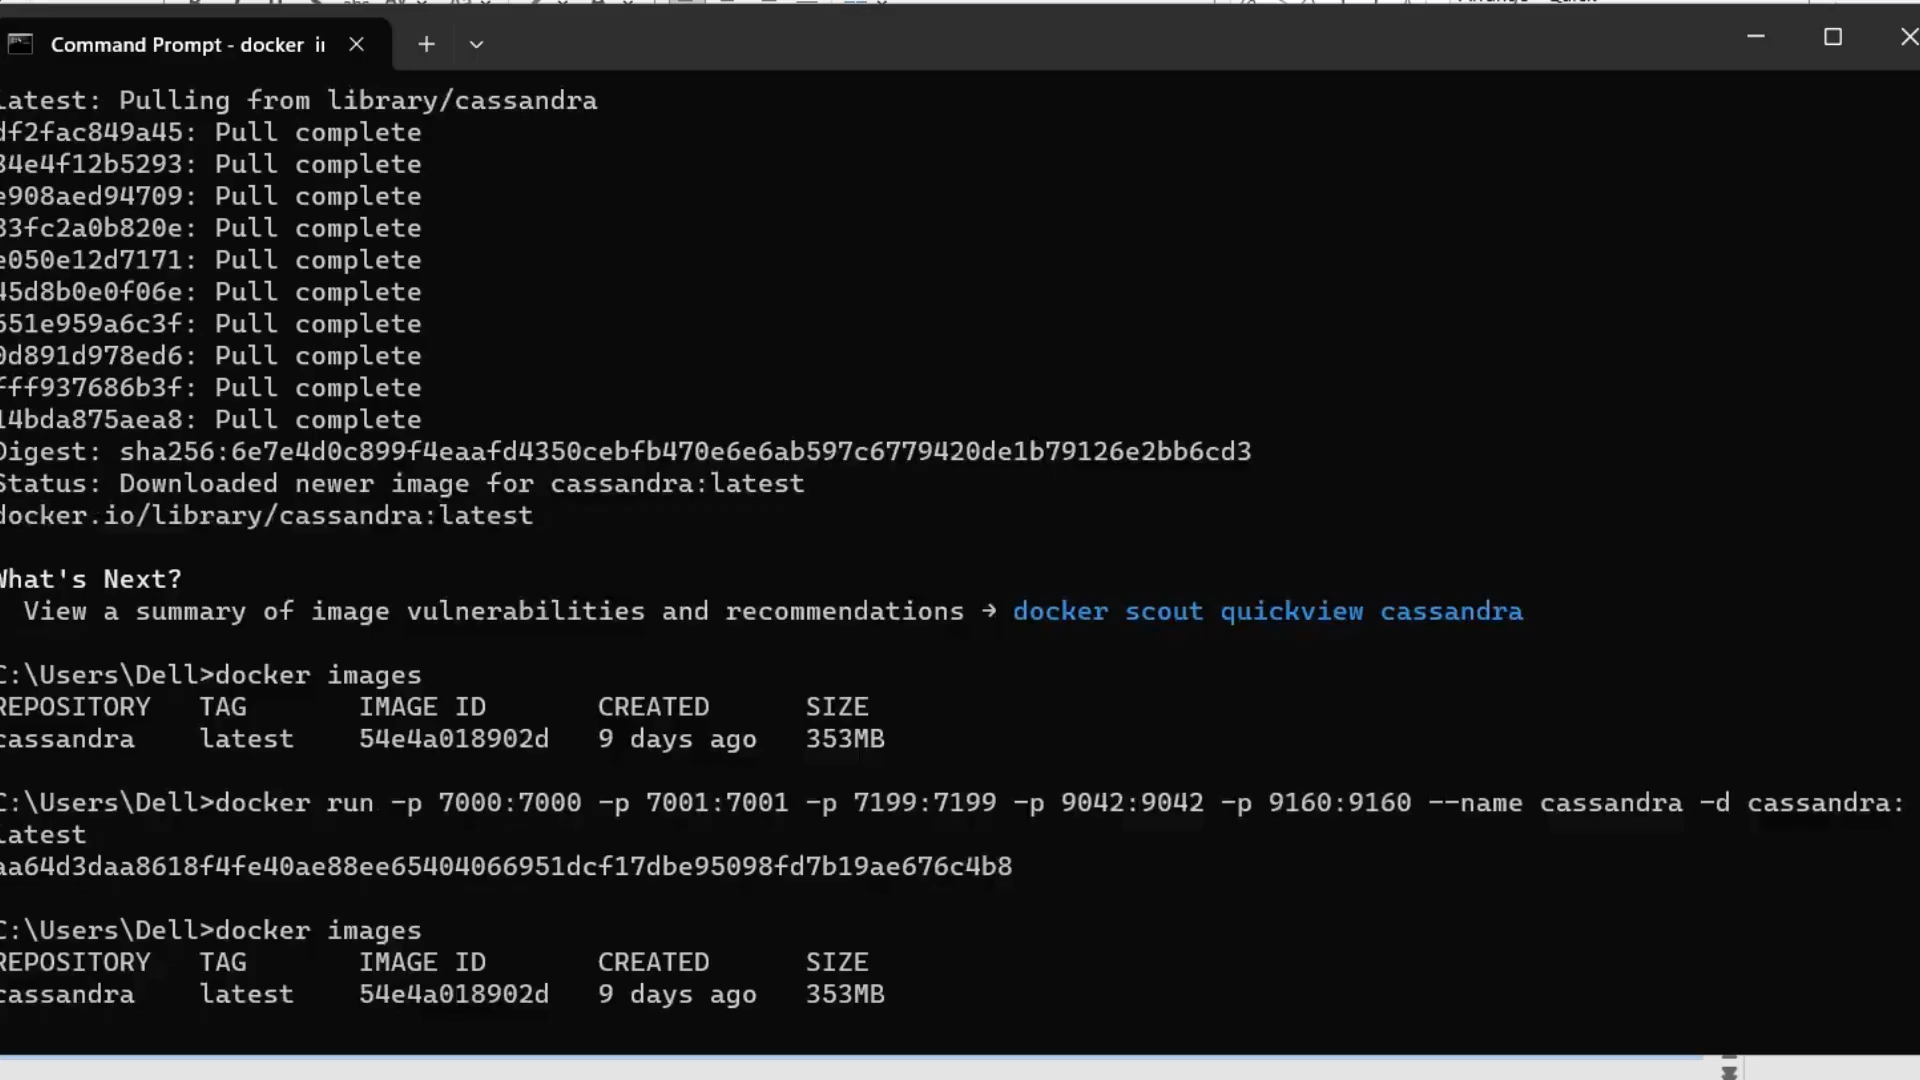 Command Prompt - docker
latest: Pulling from library/cassandra
df2fac849a45: Pull complete
84e4f12b5293: Pull complete
e908aed94709: Pull complete
83fc2a0b820e: Pull complete
e050e12d7171: Pull complete
45d8b0e0f06e: Pull complete
651e959a6c3f: Pull complete
0d891d978ed6: Pull complete
fff937686b3f: Pull complete
14bda875aea8: Pull complete
Digest: sha256:6e7e4d0c899f4eaafd4350cebfb470e6e6ab597c6779420de1b79126e2bb6cd3
Status: Downloaded newer image for cassandra:latest
docker.io/library/cassandra:latest
What's Next?
View a summary of image vulnerabilities and recommendations → docker scout quickview cassandra
C:\Users\Dell>docker images
REPOSITORY TAG IMAGE ID CREATED SIZE
cassandra latest 54e4a018902d 9 days ago 353MB
C:\Users\Dell>docker run -p 7000:7000 -p 7001:7001 -p 7199:7199 -p 9042:9042 -p 9160:9160 --name cassandra -d cassandra:
latest
aa64d3daa8618f4fe40ae88ee65404066951dcf17dbe95098fd7b19ae676c4b8
C:\Users\Dell>docker images
REPOSITORY TAG IMAGE ID CREATED SIZE
cassandra latest 54e4a018902d 9 days ago 353MB